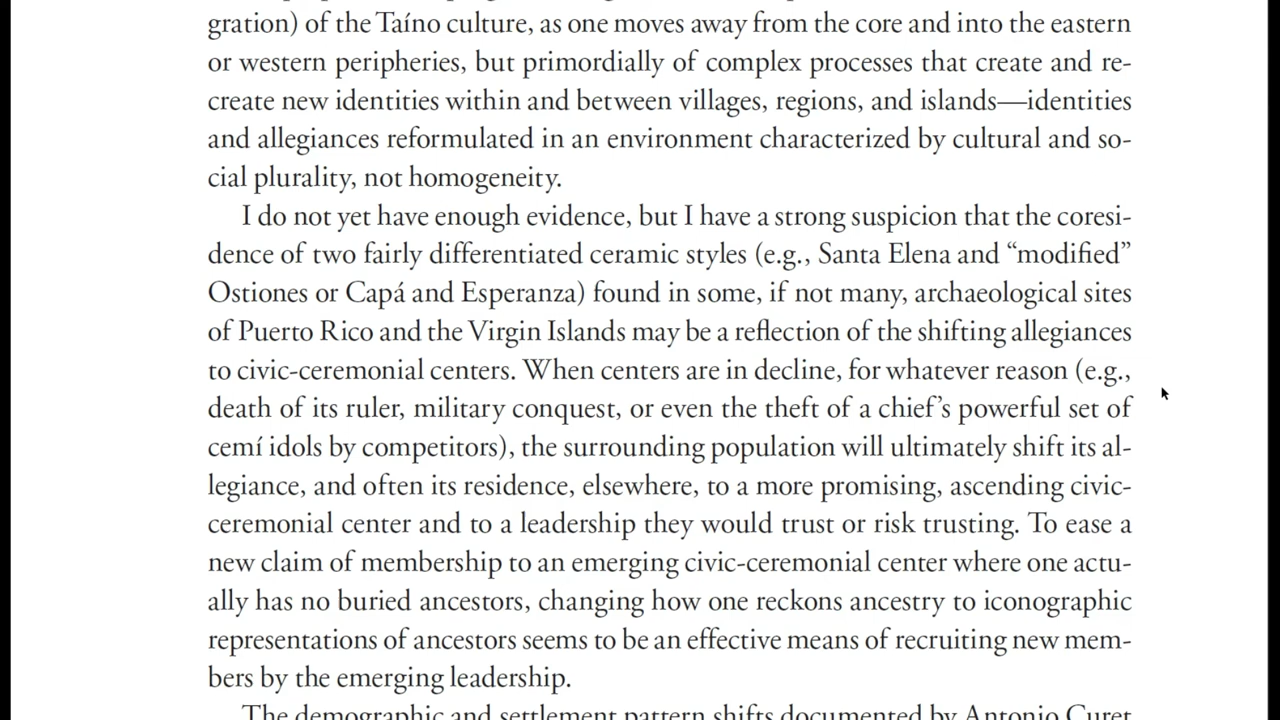 gration) of the Taíno culture, as one moves away from the core and into the eastern
or western peripheries, but primordially of complex processes that create and re-
create new identities within and between villages, regions, and islands—identities
and allegiances reformulated in an environment characterized by cultural and so-
cial plurality, not homogeneity.
I do not yet have enough evidence, but I have a strong suspicion that the coresi-
dence of two fairly differentiated ceramic styles (e.g., Santa Elena and “modified”
Ostiones or Capá and Esperanza) found in some, if not many, archaeological sites
of Puerto Rico and the Virgin Islands may be a reflection of the shifting allegiances
to civic-ceremonial centers. When centers are in decline, for whatever reason (e.g.,
death of its ruler, military conquest, or even the theft of a chief’s powerful set of
cemí idols by competitors), the surrounding population will ultimately shift its al-
legiance, and often its residence, elsewhere, to a more promising, ascending civic-
ceremonial center and to a leadership they would trust or risk trusting. To ease a
new claim of membership to an emerging civic-ceremonial center where one actu-
ally has no buried ancestors, changing how one reckons ancestry to iconographic
representations of ancestors seems to be an effective means of recruiting new mem-
bers by the emerging leadership.
The demographic and settlement pattern shifts documented by Antonio Curet